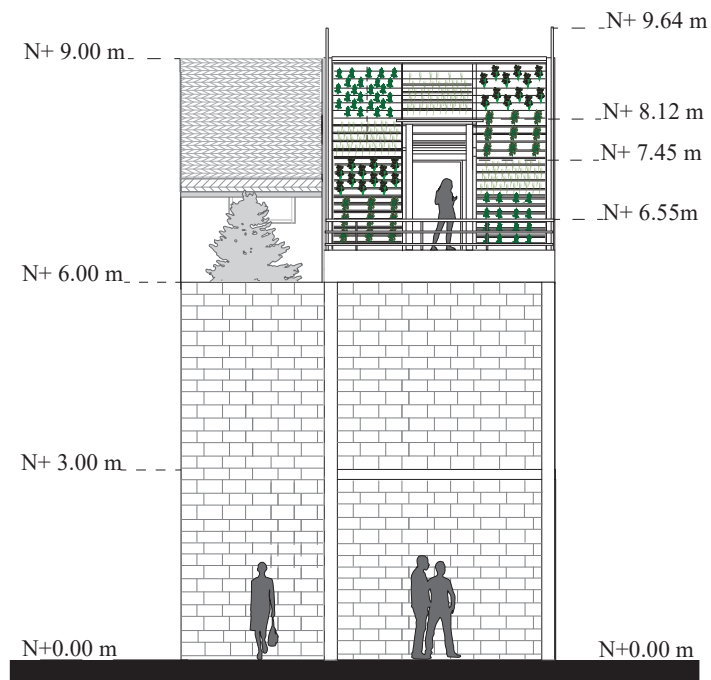 N+ 9.64 m
N+ 9.00 m
N+ 8.12 m
N+ 7.45 m
N+ 6.55m
N+ 6.00 m
N+ 3.00 m
N+0.00 m
N+0.00 m